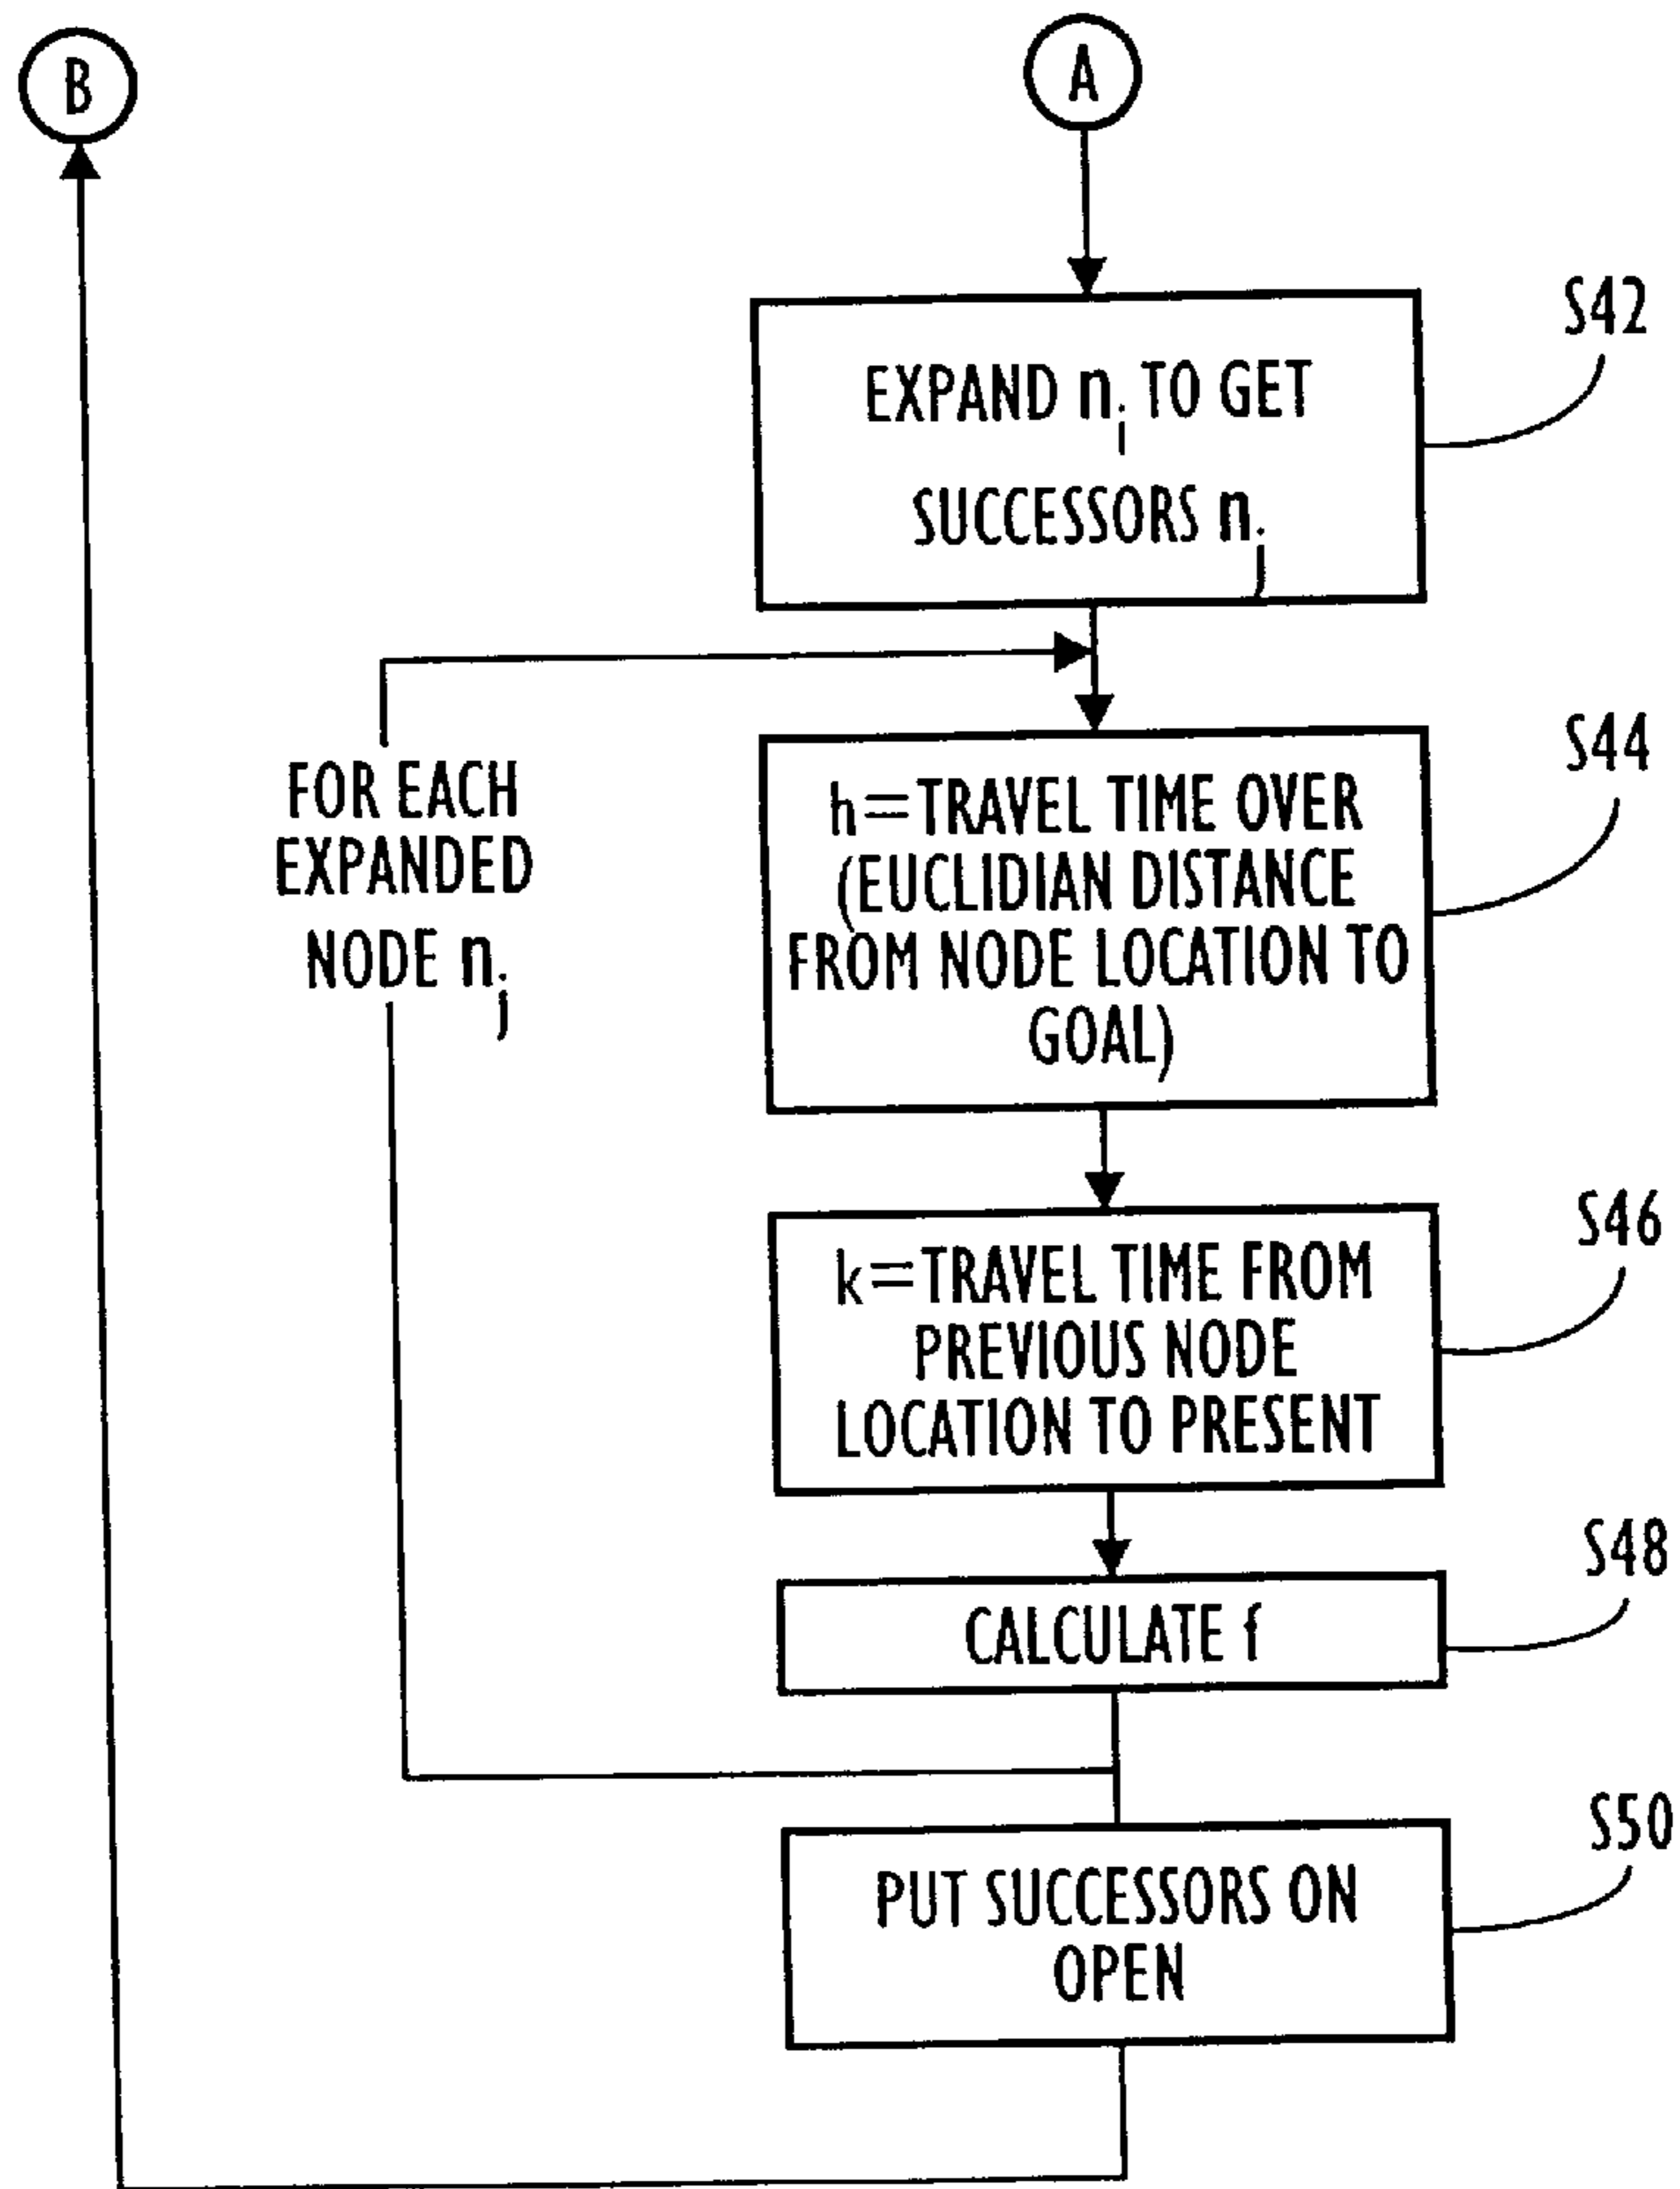 B
A
S42
EXPAND n_i TO GET
SUCCESSORS n_j
S44
FOR EACH
EXPANDED
NODE n_j
h=TRAVEL TIME OVER
(EUCLIDIAN DISTANCE
FROM NODE LOCATION TO
GOAL)
S46
k=TRAVEL TIME FROM
PREVIOUS NODE
LOCATION TO PRESENT
S48
CALCULATE f
S50
PUT SUCCESSORS ON
OPEN